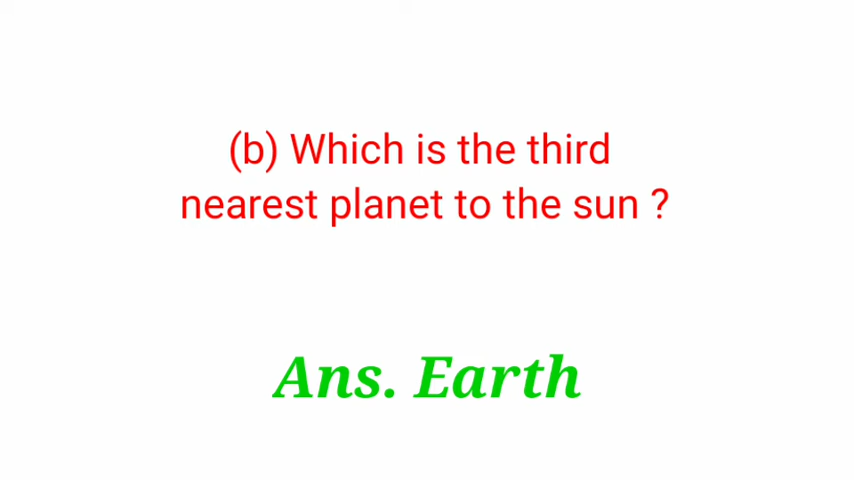 (b) Which is the third
nearest planet to the sun ?
Ans. Earth